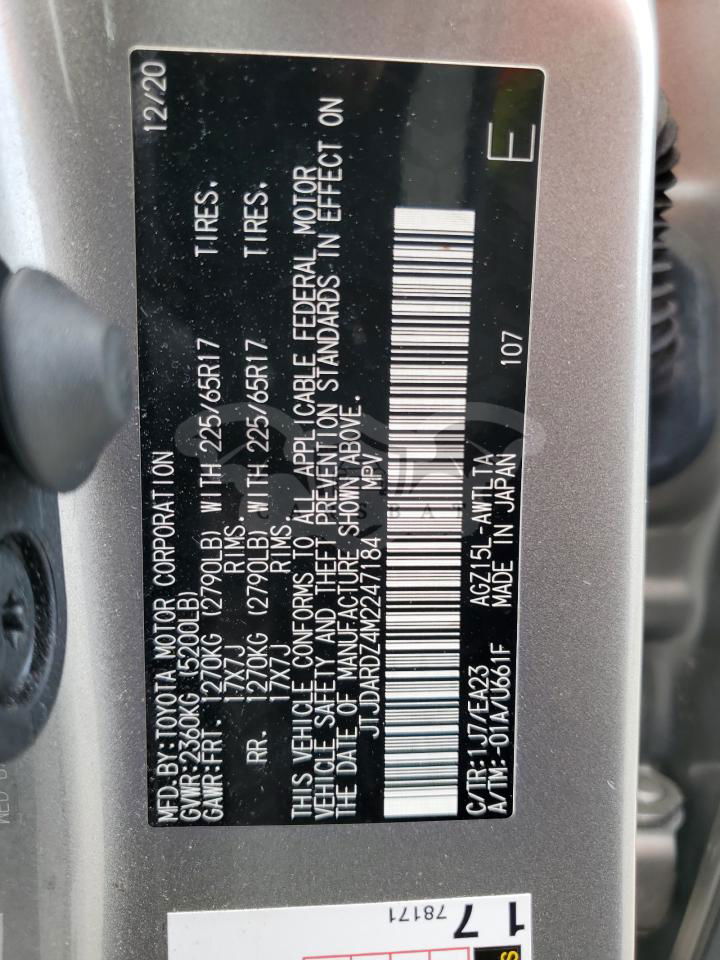 MFD.BY:TOYOTA MOTOR CORPORATION 12/20
GVWR:2360KG (5200LB)
GAWR:FRT. 1270KG (2790LB) WITH 225/65R17 TIRES.
17X7J RIMS.
RR. 1270KG (2790LB) WITH 225/65R17 TIRES.
17X7J RIMS.
THIS VEHICLE CONFORMS TO ALL APPLICABLE FEDERAL MOTOR
VEHICLE SAFETY AND THEFT PREVENTION STANDARDS IN EFFECT ON
THE DATE OF MANUFACTURE SHOWN ABOVE.
JTJDARDZ4M2247184 MPV
C/TR:1J7/EA23 AGZ15L-AWTLTA
A/TM:-01A/U661F MADE IN JAPAN 107 E
1 7
78171